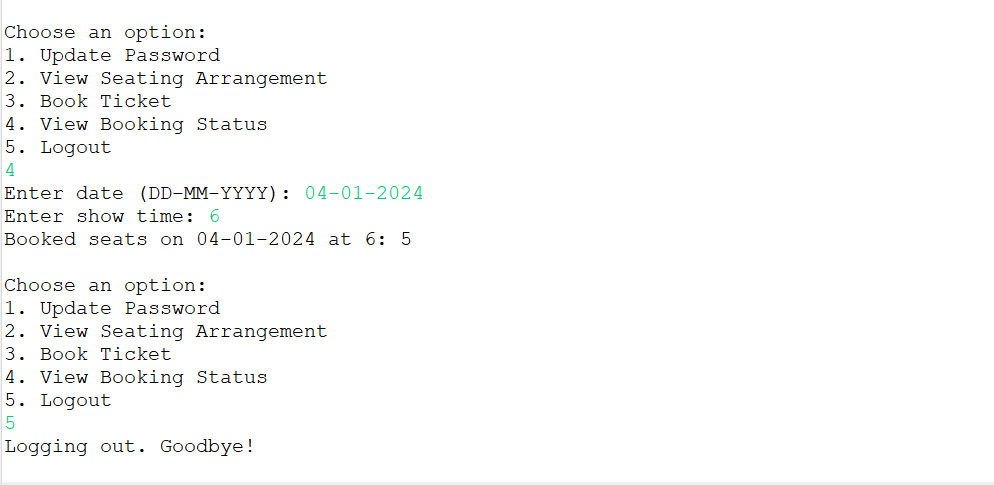 Choose an option:
1. Update Password
2. View Seating Arrangement
3. Book Ticket
4. View Booking Status
5. Logout
4
Enter date (DD-MM-YYYY): 04-01-2024
Enter show time: 6
Booked seats on 04-01-2024 at 6: 5
Choose an option:
1. Update Password
2. View Seating Arrangement
3. Book Ticket
4. View Booking Status
5. Logout
5
Logging out. Goodbye!